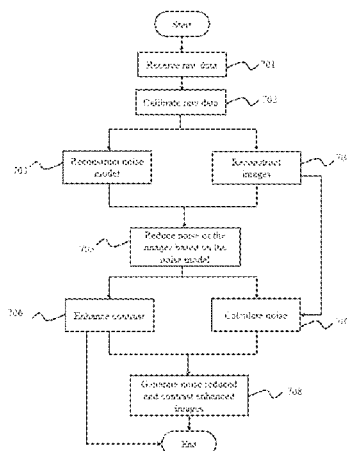 Start
Receive raw data
701
Calibrate raw data
702
Reconstruct noise
model
703
Reconstruct
images
Reduce noise of the
images based on the
noise model
705
Enhance contrast
706
Calculate noise
Generate noise reduced
and contrast enhanced
images
708
End